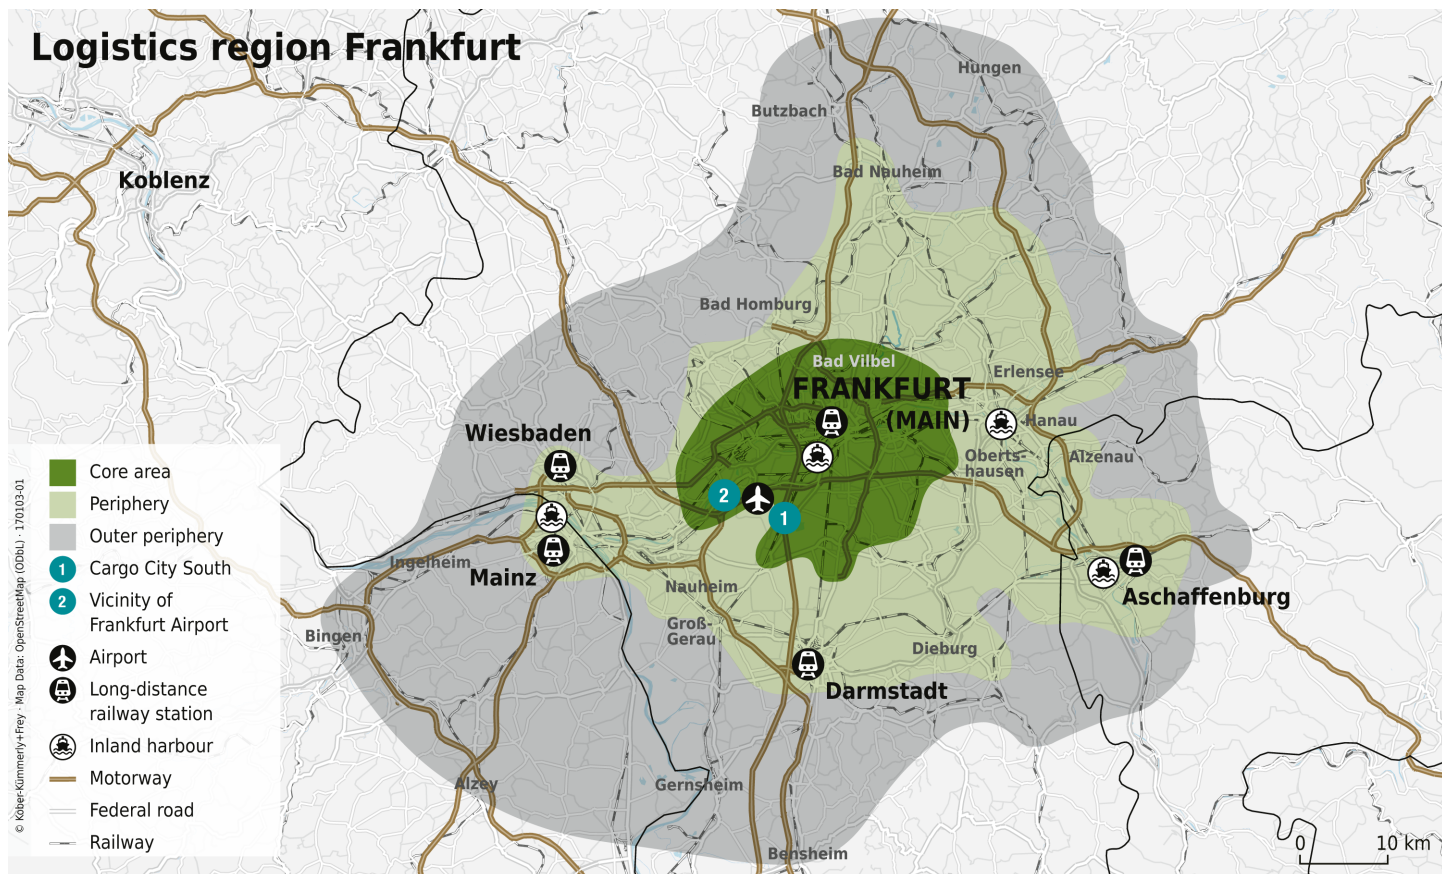 Logistics region Frankfurt
Hungen
Butzbach
Bad Nauheim
Koblenz
Bad Homburg
Bad Vilbel
FRANKFURT
(MAIN)
Erlensee
Hanau
Wiesbaden
Oberts-
hausen
Alzenau
2
1
Ingelheim
Mainz
Nauheim
Aschaffenburg
Groß-
Gerau
Bingen
Dieburg
Darmstadt
Alzey
Gernsheim
Bensheim
Core area
Periphery
Outer periphery
1 Cargo City South
2 Vicinity of
Frankfurt Airport
Airport
Long-distance
railway station
Inland harbour
Motorway
Federal road
Railway
© Kober-Kümmerly+Frey · Map Data: OpenStreetMap (ODbL) · 170103-01
0 10 km